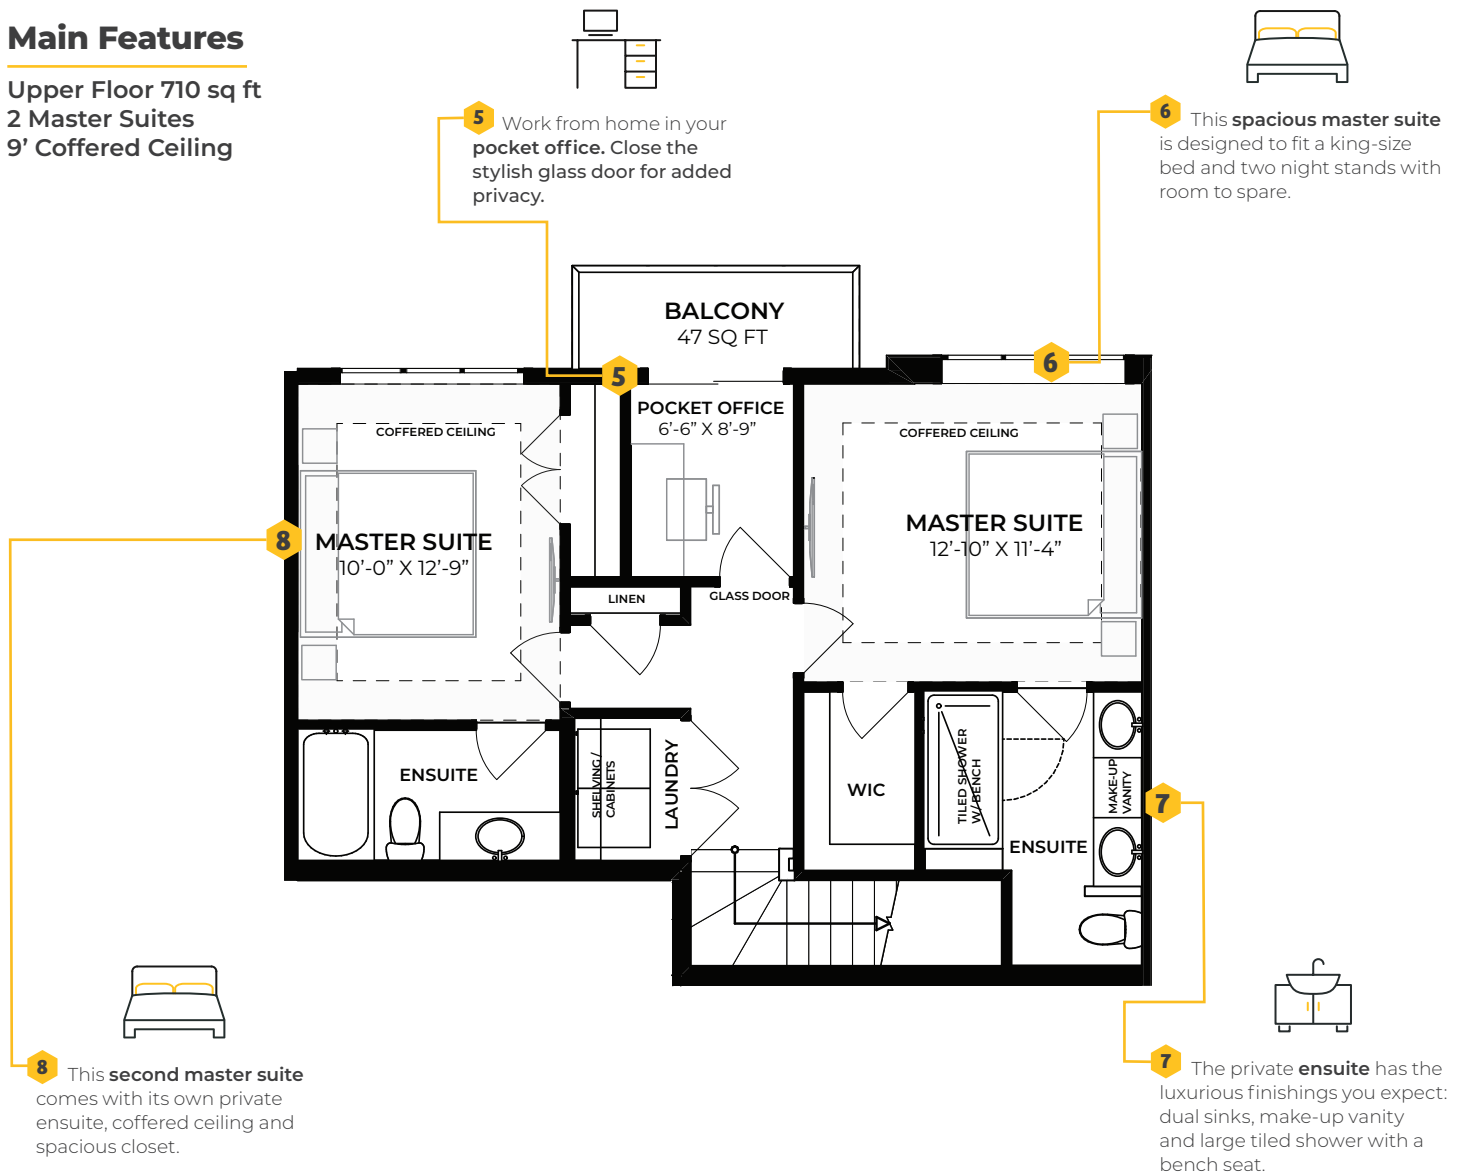 Main Features
Upper Floor 710 sq ft
2 Master Suites
9’ Coffered Ceiling
5 Work from home in your
pocket office. Close the
stylish glass door for added
privacy.
6 This spacious master suite
is designed to fit a king-size
bed and two night stands with
room to spare.
BALCONY
47 SQ FT
5
6
POCKET OFFICE
6’-6” X 8’-9”
COFFERED CEILING
COFFERED CEILING
8
MASTER SUITE
10’-0” X 12’-9”
MASTER SUITE
12’-10” X 11’-4”
LINEN
GLASS DOOR
ENSUITE
SHELVING /
CABINETS
LAUNDRY
WIC
TILED SHOWER
W/ BENCH
MAKE-UP
VANITY
7
ENSUITE
8 This second master suite
comes with its own private
ensuite, coffered ceiling and
spacious closet.
7 The private ensuite has the
luxurious finishings you expect:
dual sinks, make-up vanity
and large tiled shower with a
bench seat.